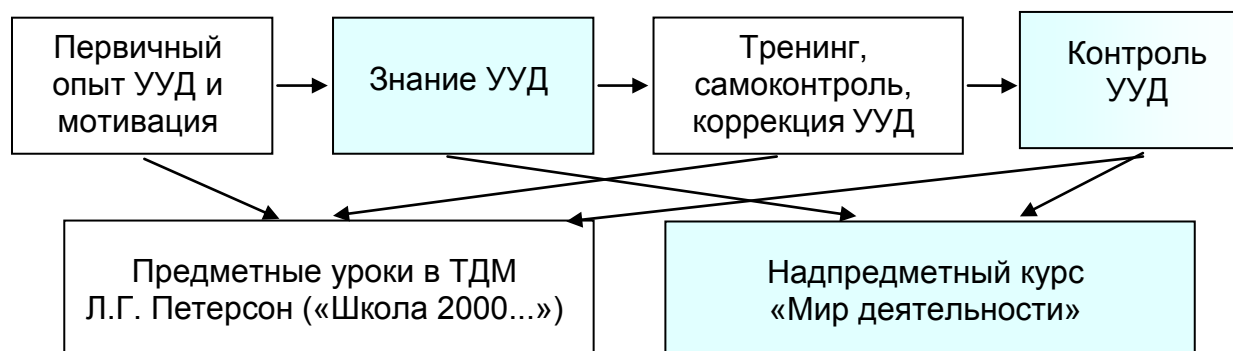 Первичный
опыт УУД и
мотивация
Знание УУД
Тренинг,
самоконтроль,
коррекция УУД
Контроль
УУД
Предметные уроки в ТДМ
Л.Г. Петерсон («Школа 2000...»)
Надпредметный курс
«Мир деятельности»